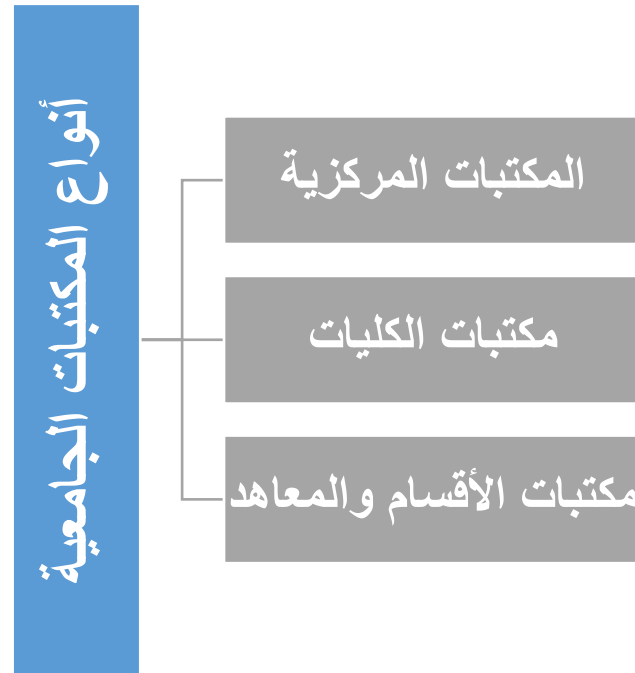 أنواع المكتبات الجامعية
المكتبات المركزية
مكتبات الكليات
مكتبات الأقسام والمعاهد